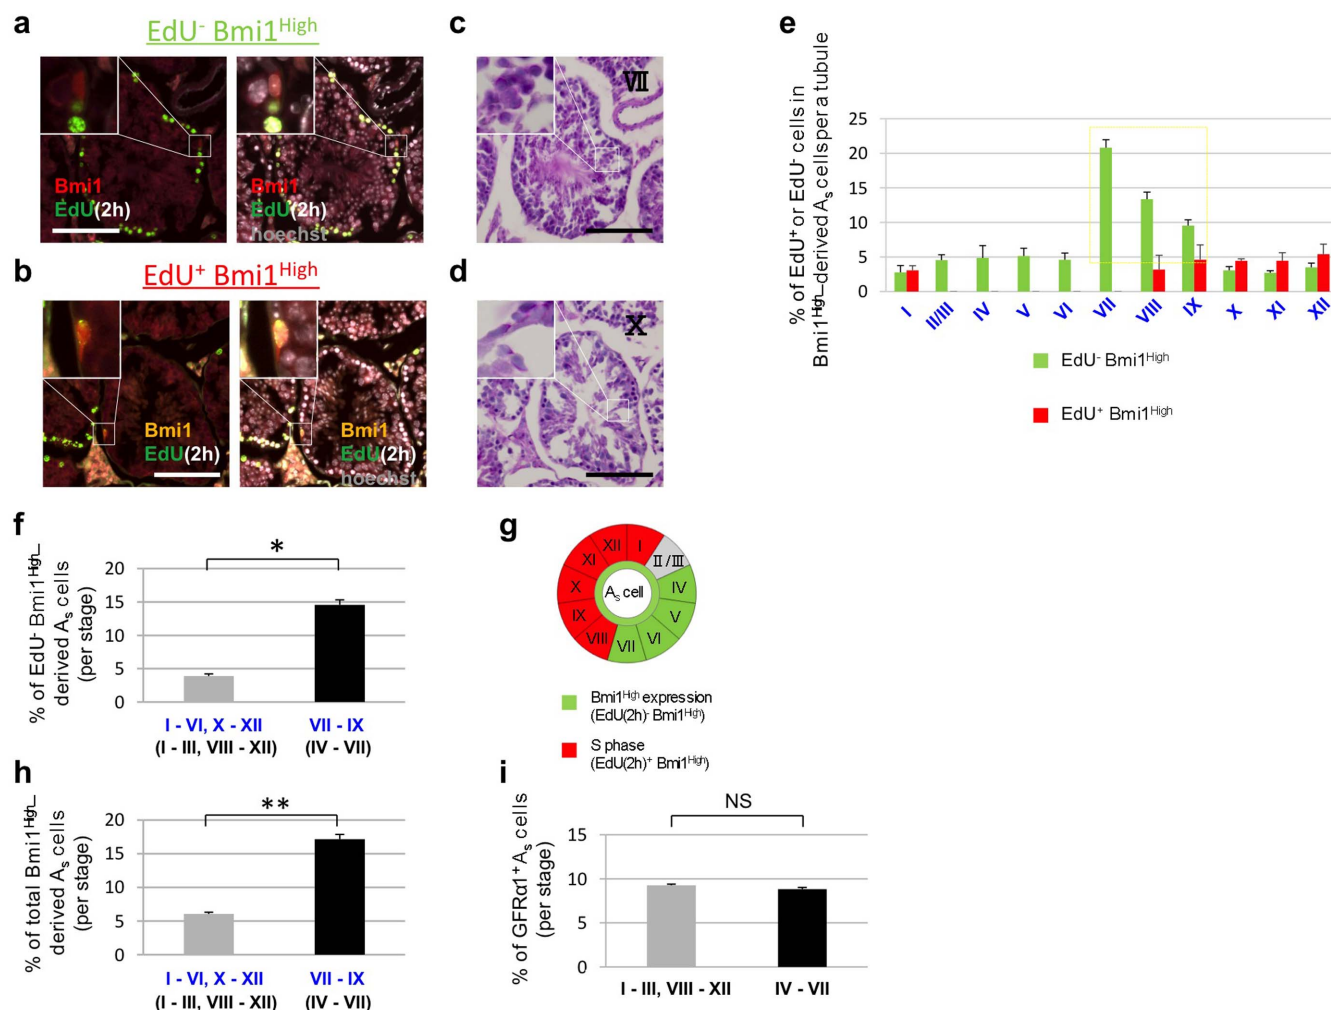 a
EdU⁻ Bmi1ᴴⁱᵍʰ
Bmi1
EdU(2h)
Bmi1
EdU(2h)
hoechst
b
EdU⁺ Bmi1ᴴⁱᵍʰ
Bmi1
EdU(2h)
Bmi1
EdU(2h)
hoechst
c
VII
d
X
e
% of EdU⁺ or EdU⁻ cells in
Bmi1ᴴⁱᵍʰ–derived Aₛ cells per a tubule
25
20
15
10
5
0
I II/III IV V VI VII VIII IX X XI XII
EdU⁻ Bmi1ᴴⁱᵍʰ
EdU⁺ Bmi1ᴴⁱᵍʰ
f
% of EdU⁻ Bmi1ᴴⁱᵍʰ–
derived Aₛ cells
(per stage)
20
15
10
5
0
*
I - VI, X - XII VII - IX
(I - III, VIII - XII) (IV - VII)
g
I
II/III
IV
V
VI
VII
VIII
IX
X
XI
XII
Aₛ cell
Bmi1ᴴⁱᵍʰ expression
(EdU(2h)⁻ Bmi1ᴴⁱᵍʰ)
S phase
(EdU(2h)⁺ Bmi1ᴴⁱᵍʰ)
h
% of total Bmi1ᴴⁱᵍʰ–
derived Aₛ cells
(per stage)
20
15
10
5
0
**
I - VI, X - XII VII - IX
(I - III, VIII - XII) (IV - VII)
i
% of GFRα1⁺ Aₛ cells
(per stage)
15
10
5
0
NS
I - III, VIII - XII IV - VII